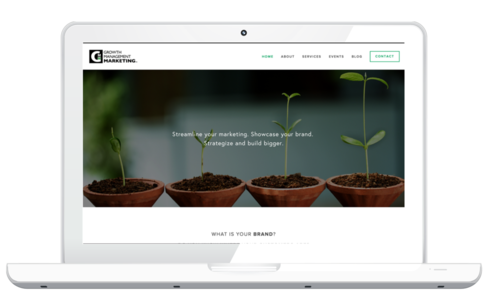 GROWTH
MANAGEMENT
MARKETING.
HOME ABOUT SERVICES EVENTS BLOG CONTACT
Streamline your marketing. Showcase your brand.
Strategize and build bigger.
WHAT IS YOUR BRAND?